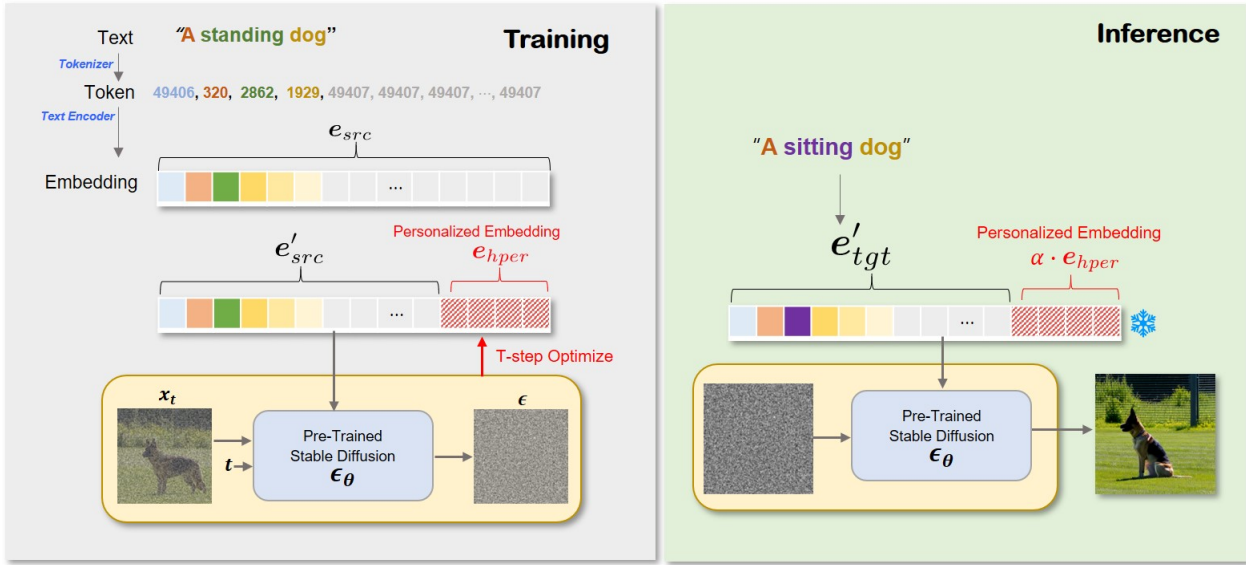 Training
Text
"A standing dog"
Tokenizer
Token
49406, 320, 2862, 1929, 49407, 49407, 49407, ..., 49407
Text Encoder
e_src
Embedding
...
e'_src
Personalized Embedding
e_hper
...
T-step Optimize
x_t
ϵ
t
Pre-Trained
Stable Diffusion
ϵ_θ
Inference
"A sitting dog"
e'_tgt
Personalized Embedding
α · e_hper
...
Pre-Trained
Stable Diffusion
ϵ_θ